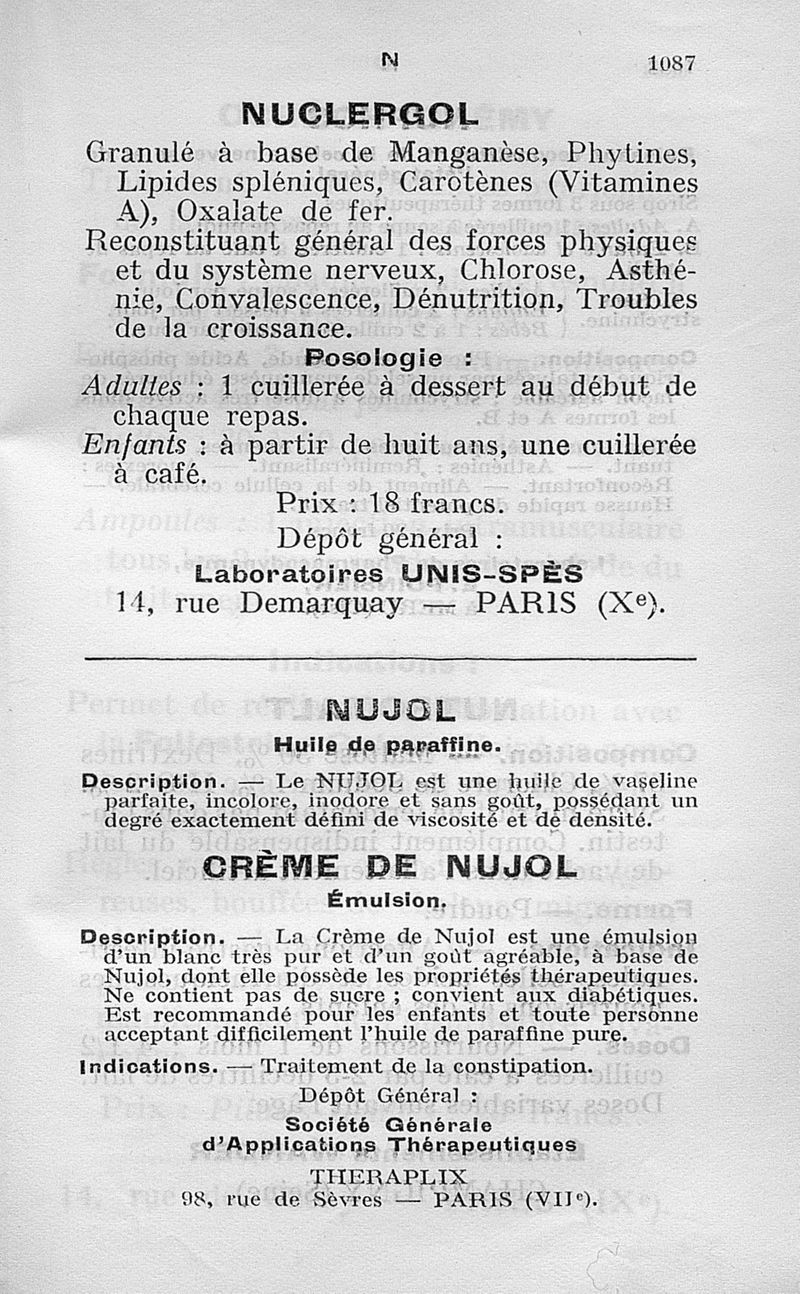 N
1087
NUCLERGOL
Granulé à base de Manganèse, Phytines,
Lipides spléniques, Carotènes (Vitamines
A), Oxalate de fer.
Reconstituant général des forces physiques
et du système nerveux, Chlorose, Asthé-
nie, Convalescence, Dénutrition, Troubles
de la croissance.
Posologie :
Adultes : 1 cuillerée à dessert au début de
chaque repas.
Enfants : à partir de huit ans, une cuillerée
à café.
Prix : 18 francs.
Dépôt général :
Laboratoires UNIS-SPÈS
14, rue Demarquay — PARIS (Xe).
NUJOL
Huile de paraffine.
Description. — Le NUJOL est une huile de vaseline
parfaite, incolore, inodore et sans goût, possédant un
degré exactement défini de viscosité et de densité.
CRÈME DE NUJOL
Émulsion.
Description. — La Crème de Nujol est une émulsion
d'un blanc très pur et d'un goût agréable, à base de
Nujol, dont elle possède les propriétés thérapeutiques.
Ne contient pas de sucre ; convient aux diabétiques.
Est recommandé pour les enfants et toute personne
acceptant difficilement l'huile de paraffine pure.
Indications. — Traitement de la constipation.
Dépôt Général :
Société Générale
d'Applications Thérapeutiques
THERAPLIX
98, rue de Sèvres — PARIS (VIIe).